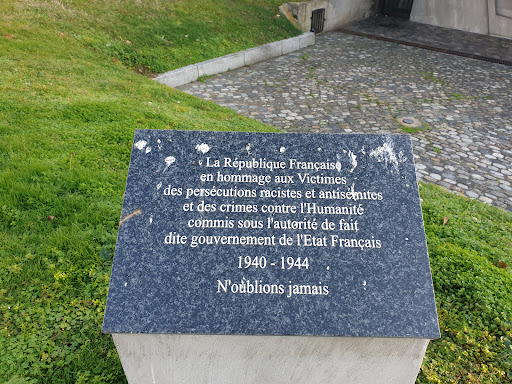 La République Française
en hommage aux Victimes
des persécutions racistes et antisémites
et des crimes contre l'Humanité
commis sous l'autorité de fait
dite gouvernement de l'Etat Français
1940 - 1944
N'oublions jamais